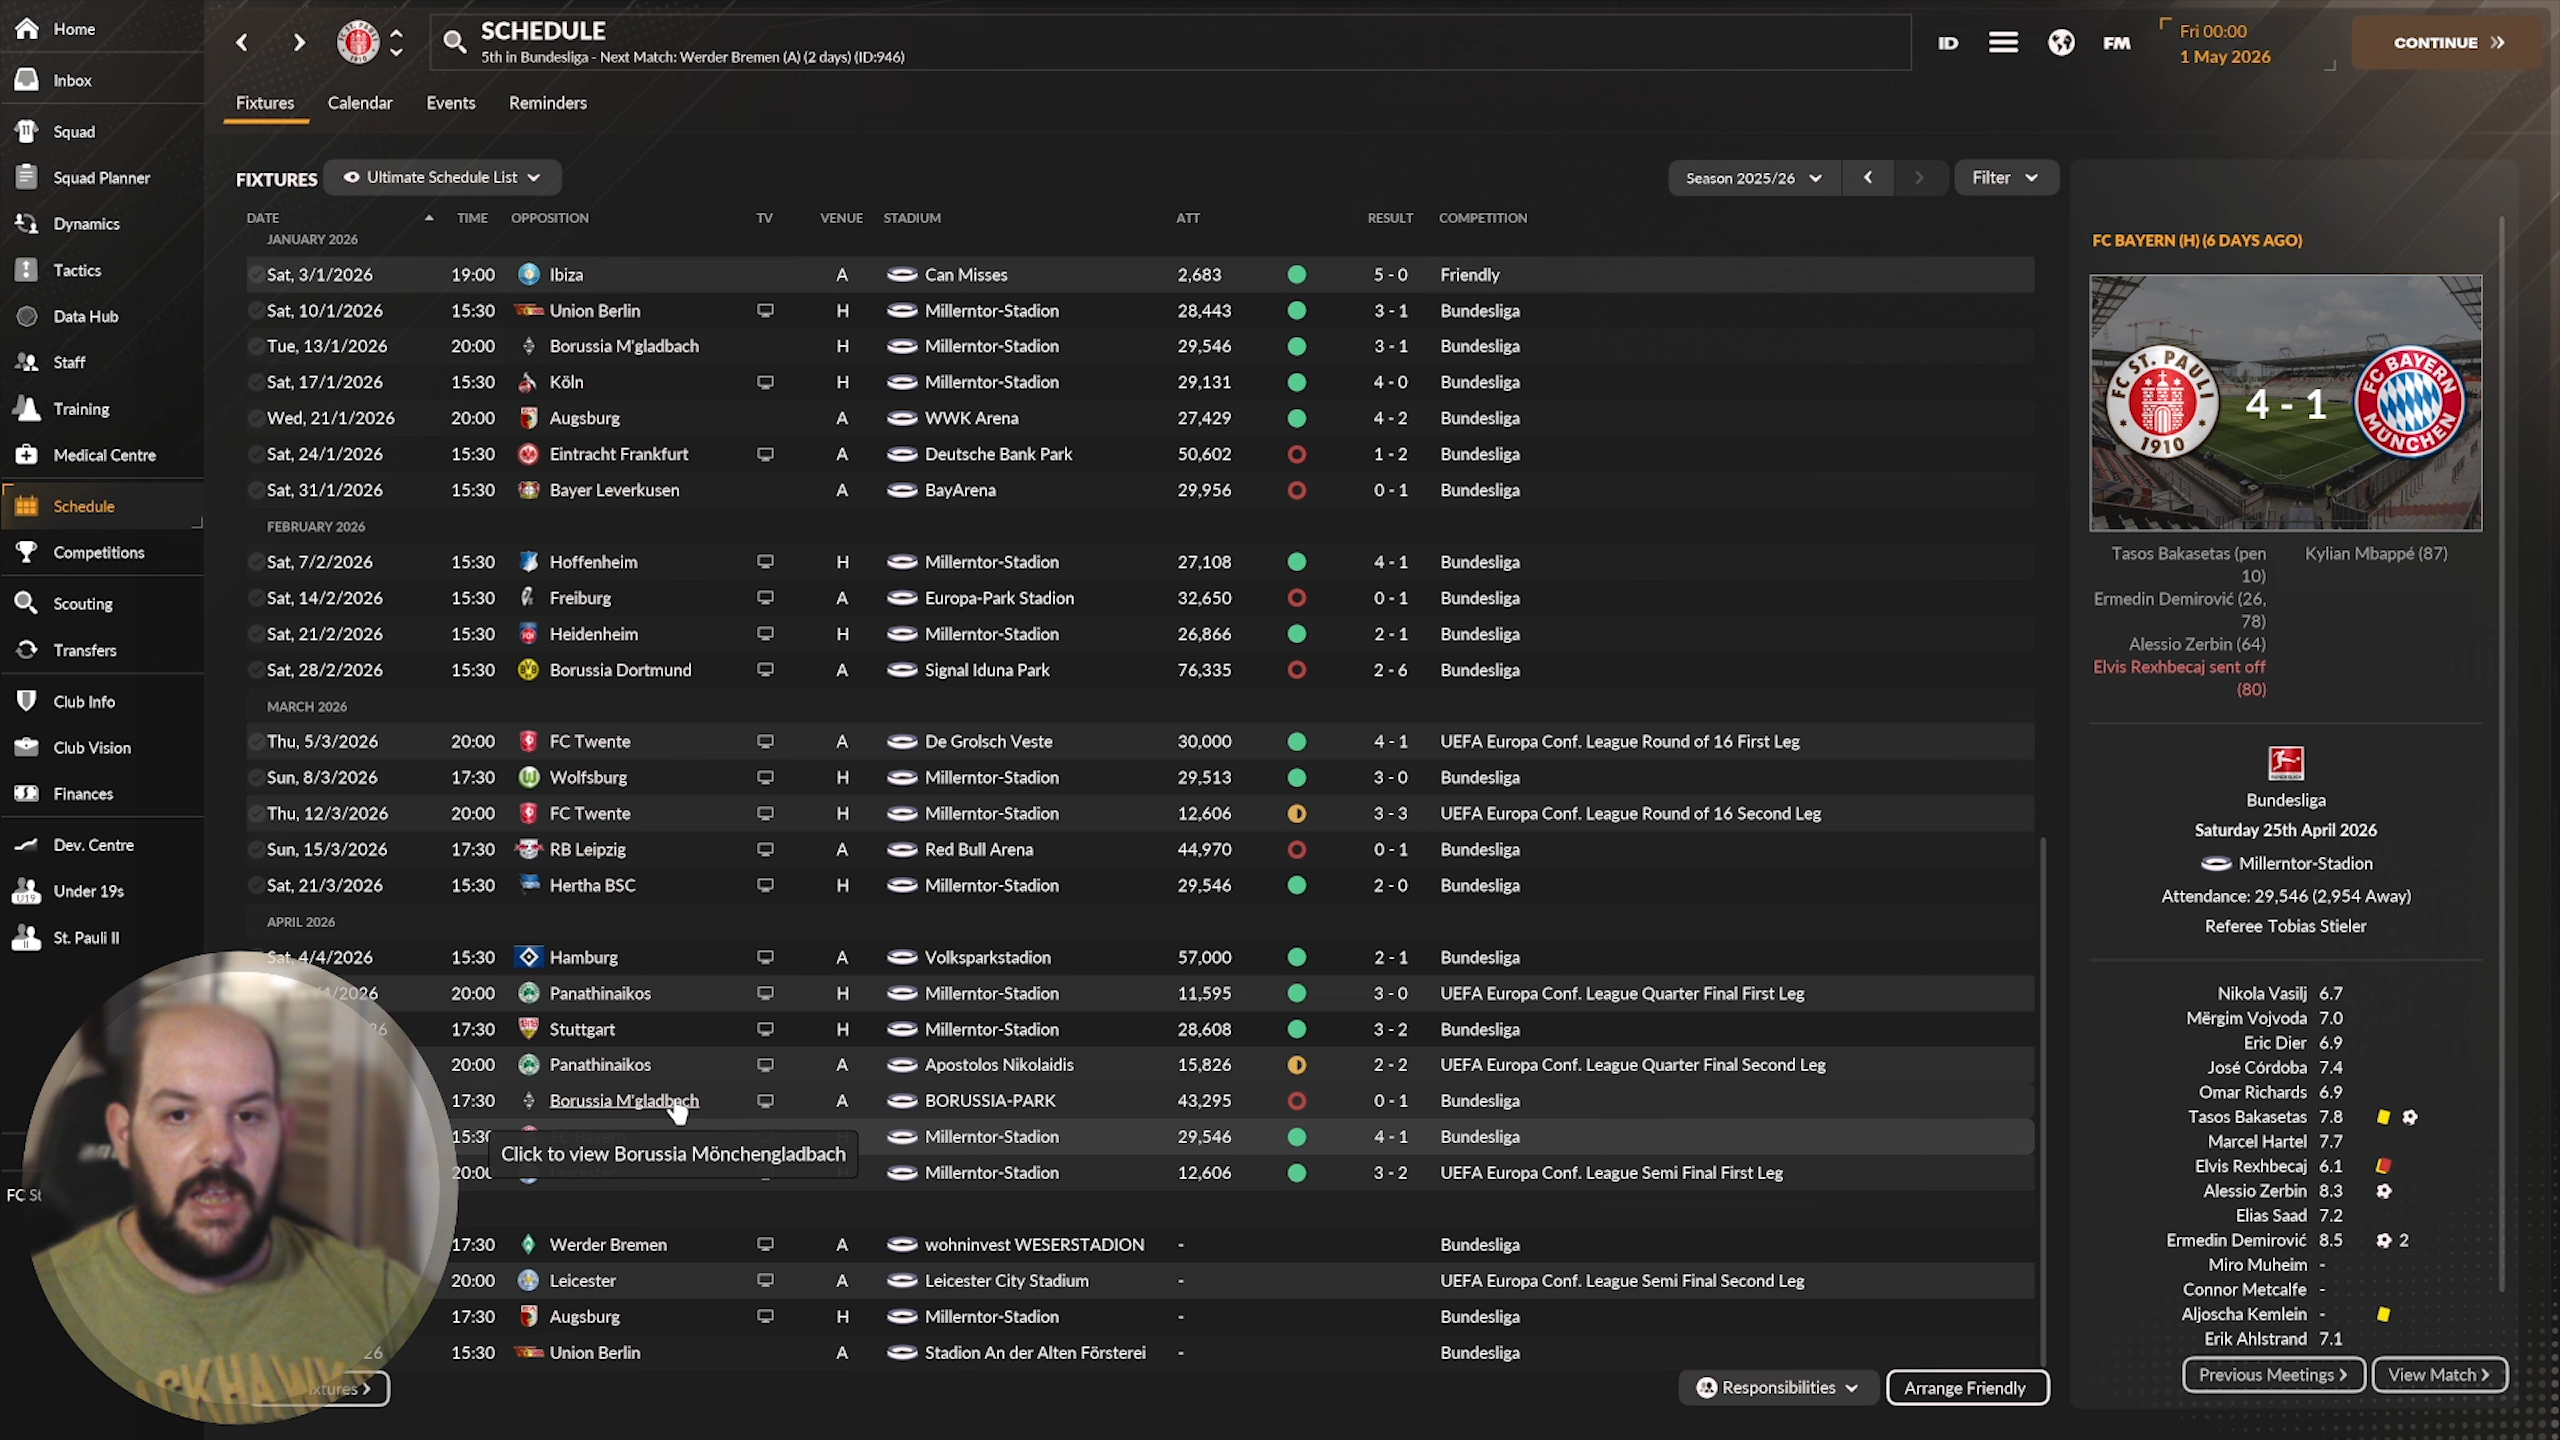 Home
Inbox
Squad
Squad Planner
Dynamics
Tactics
Data Hub
Staff
Training
Medical Centre
Schedule
Competitions
Scouting
Transfers
Club Info
Club Vision
Finances
Dev. Centre
Under 19s
St. Pauli II
FC St
SCHEDULE
5th in Bundesliga - Next Match: Werder Bremen (A) (2 days) (ID:946)
ID
FM
Fri 00:00
1 May 2026
CONTINUE
Fixtures Calendar Events Reminders
FIXTURES Ultimate Schedule List Season 2025/26 Filter
DATE TIME OPPOSITION TV VENUE STADIUM ATT RESULT COMPETITION
JANUARY 2026
Sat, 3/1/2026 19:00 Ibiza A Can Misses 2,683 5 - 0 Friendly
Sat, 10/1/2026 15:30 Union Berlin H Millerntor-Stadion 28,443 3 - 1 Bundesliga
Tue, 13/1/2026 20:00 Borussia M'gladbach H Millerntor-Stadion 29,546 3 - 1 Bundesliga
Sat, 17/1/2026 15:30 Köln H Millerntor-Stadion 29,131 4 - 0 Bundesliga
Wed, 21/1/2026 20:00 Augsburg A WWK Arena 27,429 4 - 2 Bundesliga
Sat, 24/1/2026 15:30 Eintracht Frankfurt A Deutsche Bank Park 50,602 1 - 2 Bundesliga
Sat, 31/1/2026 15:30 Bayer Leverkusen A BayArena 29,956 0 - 1 Bundesliga
FEBRUARY 2026
Sat, 7/2/2026 15:30 Hoffenheim H Millerntor-Stadion 27,108 4 - 1 Bundesliga
Sat, 14/2/2026 15:30 Freiburg A Europa-Park Stadion 32,650 0 - 1 Bundesliga
Sat, 21/2/2026 15:30 Heidenheim H Millerntor-Stadion 26,866 2 - 1 Bundesliga
Sat, 28/2/2026 15:30 Borussia Dortmund A Signal Iduna Park 76,335 2 - 6 Bundesliga
MARCH 2026
Thu, 5/3/2026 20:00 FC Twente A De Grolsch Veste 30,000 4 - 1 UEFA Europa Conf. League Round of 16 First Leg
Sun, 8/3/2026 17:30 Wolfsburg H Millerntor-Stadion 29,513 3 - 0 Bundesliga
Thu, 12/3/2026 20:00 FC Twente H Millerntor-Stadion 12,606 3 - 3 UEFA Europa Conf. League Round of 16 Second Leg
Sun, 15/3/2026 17:30 RB Leipzig A Red Bull Arena 44,970 0 - 1 Bundesliga
Sat, 21/3/2026 15:30 Hertha BSC H Millerntor-Stadion 29,546 2 - 0 Bundesliga
APRIL 2026
Sat, 4/4/2026 15:30 Hamburg A Volksparkstadion 57,000 2 - 1 Bundesliga
/2026 20:00 Panathinaikos H Millerntor-Stadion 11,595 3 - 0 UEFA Europa Conf. League Quarter Final First Leg
17:30 Stuttgart H Millerntor-Stadion 28,608 3 - 2 Bundesliga
20:00 Panathinaikos A Apostolos Nikolaidis 15,826 2 - 2 UEFA Europa Conf. League Quarter Final Second Leg
17:30 Borussia M'gladbach A BORUSSIA-PARK 43,295 0 - 1 Bundesliga
15:30 Millerntor-Stadion 29,546 4 - 1 Bundesliga
Click to view Borussia Mönchengladbach
20:00 Millerntor-Stadion 12,606 3 - 2 UEFA Europa Conf. League Semi Final First Leg
17:30 Werder Bremen A wohninvest WESERSTADION - Bundesliga
20:00 Leicester A Leicester City Stadium - UEFA Europa Conf. League Semi Final Second Leg
17:30 Augsburg H Millerntor-Stadion - Bundesliga
26 15:30 Union Berlin A Stadion An der Alten Försterei - Bundesliga
xtures
Responsibilities
Arrange Friendly
FC BAYERN (H) (6 DAYS AGO)
FC ST. PAULI
1910
4 - 1
FC BAYERN
MÜNCHEN
Tasos Bakasetas (pen
10)
Kylian Mbappé (87)
Ermedin Demirović (26,
78)
Alessio Zerbin (64)
Elvis Rexhbecaj sent off
(80)
Bundesliga
Saturday 25th April 2026
Millerntor-Stadion
Attendance: 29,546 (2,954 Away)
Referee Tobias Stieler
Nikola Vasilj 6.7
Mërgim Vojvoda 7.0
Eric Dier 6.9
José Córdoba 7.4
Omar Richards 6.9
Tasos Bakasetas 7.8
Marcel Hartel 7.7
Elvis Rexhbecaj 6.1
Alessio Zerbin 8.3
Elias Saad 7.2
Ermedin Demirović 8.5 2
Miro Muheim -
Connor Metcalfe -
Aljoscha Kemlein -
Erik Ahlstrand 7.1
Previous Meetings
View Match